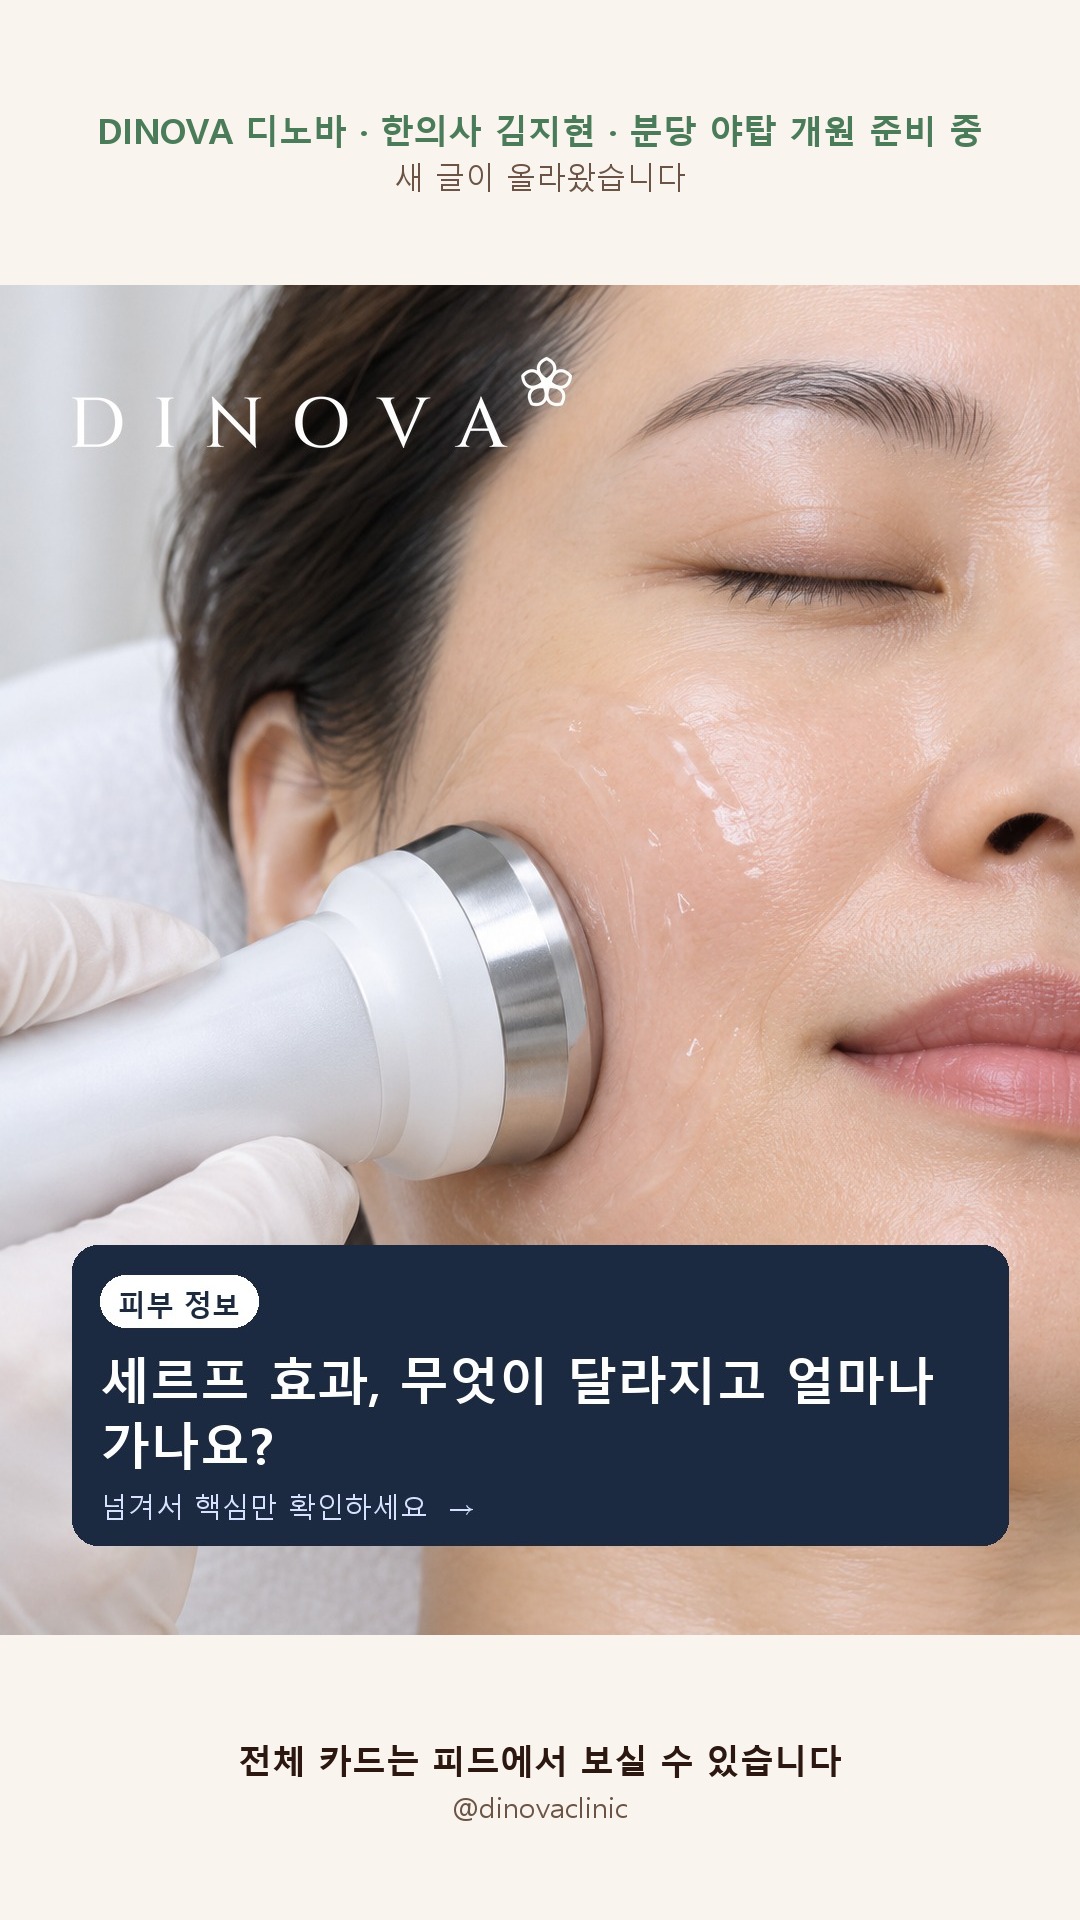 DINOVA 디노바 · 한의사 김지현 · 분당 야탑 개원 준비 중
새 글이 올라왔습니다
DINOVA
피부 정보
세르프 효과, 무엇이 달라지고 얼마나
가나요?
넘겨서 핵심만 확인하세요 →
전체 카드는 피드에서 보실 수 있습니다
@dinovaclinic